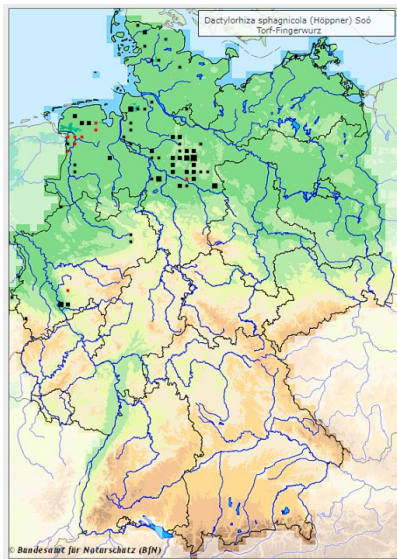 Dactylorhiza sphagnicola (Höppner) Soó
Torf-Fingerwurz
© Bundesamt für Naturschutz (BfN)